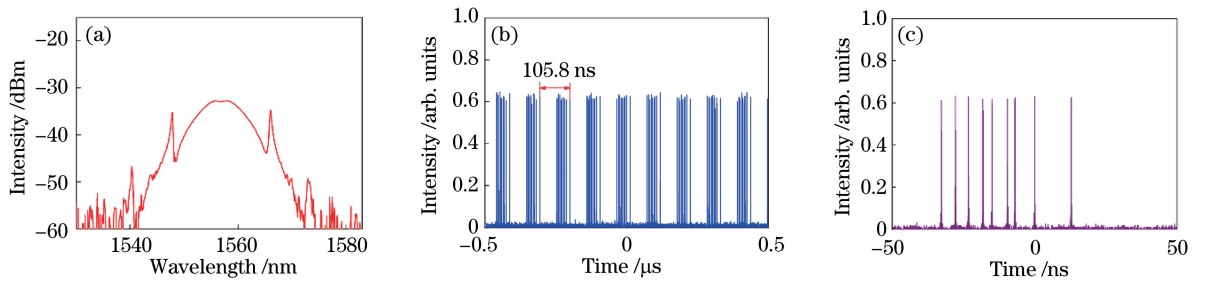 (a)
Intensity /dBm
−20
−30
−40
−50
−60
1540
1560
1580
Wavelength /nm
(b)
Intensity /arb. units
1.0
0.8
0.6
0.4
0.2
0
105.8 ns
−0.5
0
0.5
Time /μs
(c)
Intensity /arb. units
1.0
0.8
0.6
0.4
0.2
0
−50
0
50
Time /ns